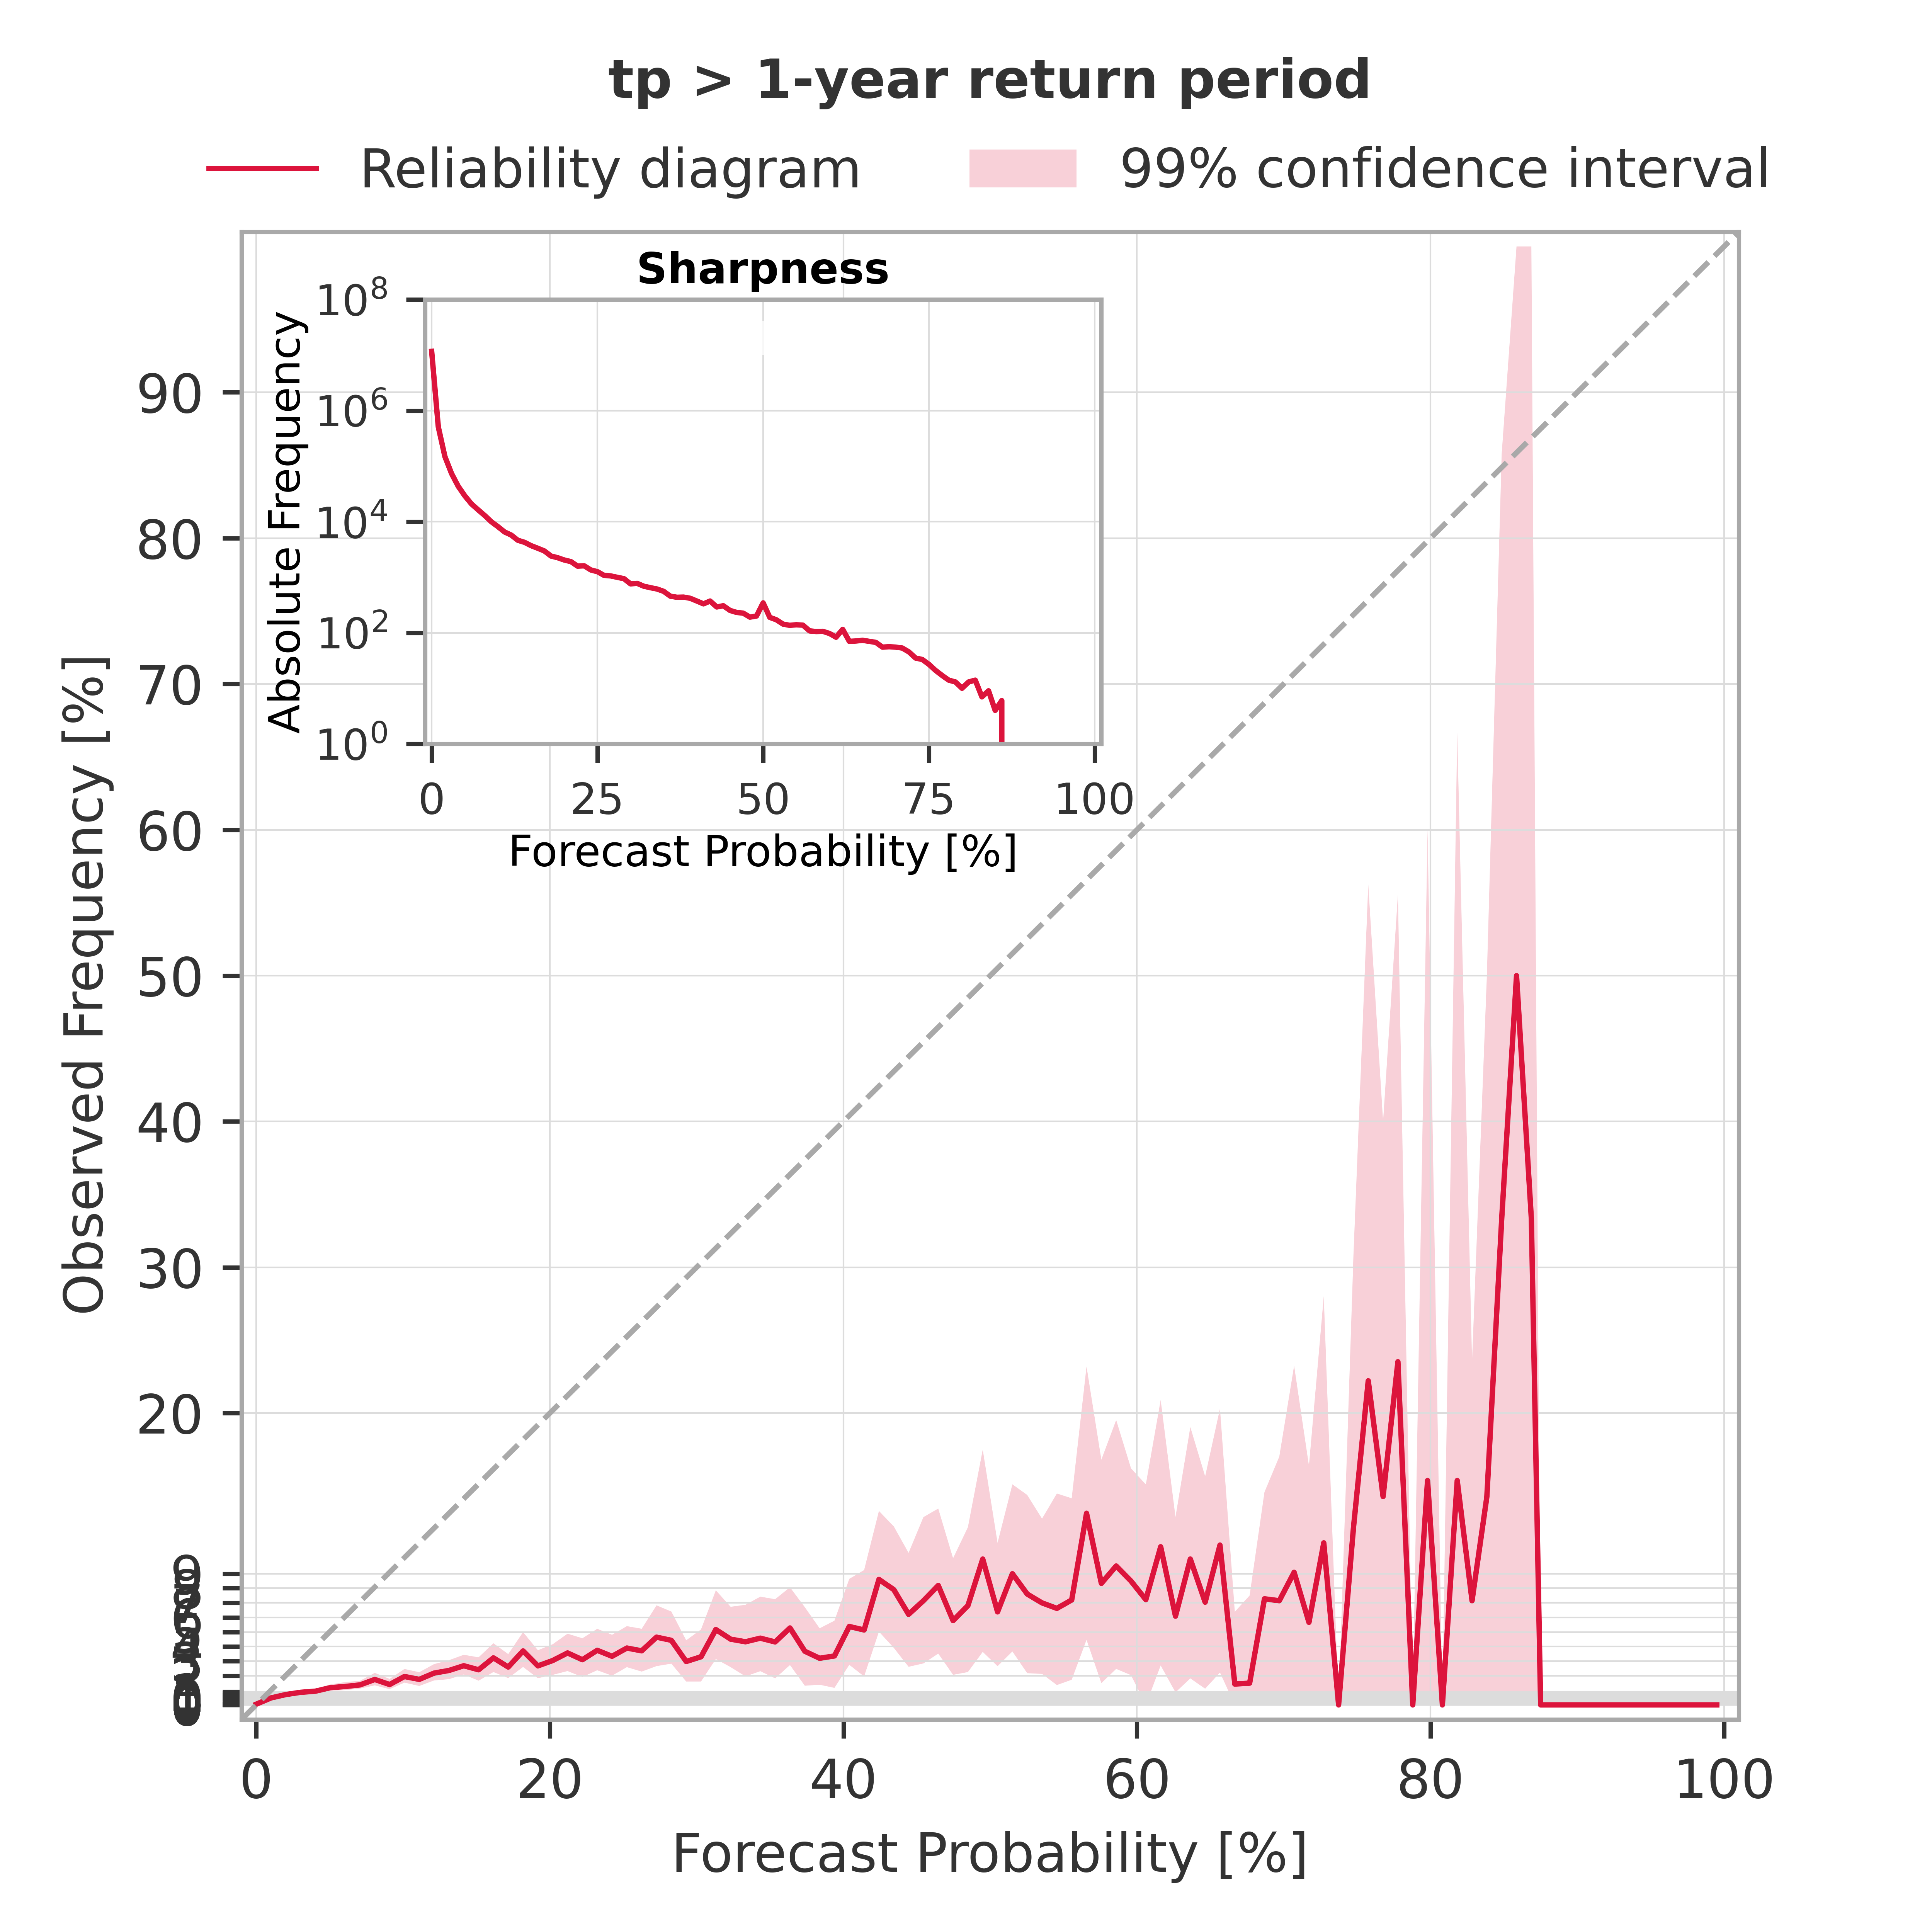 tp > 1-year return period
Reliability diagram
99% confidence interval
Sharpness
Absolute Frequency
10⁸
10⁶
10⁴
10²
10⁰
0 25 50 75 100
Forecast Probability [%]
Observed Frequency [%]
90
80
70
60
50
40
30
20
9
0 20 40 60 80 100
Forecast Probability [%]